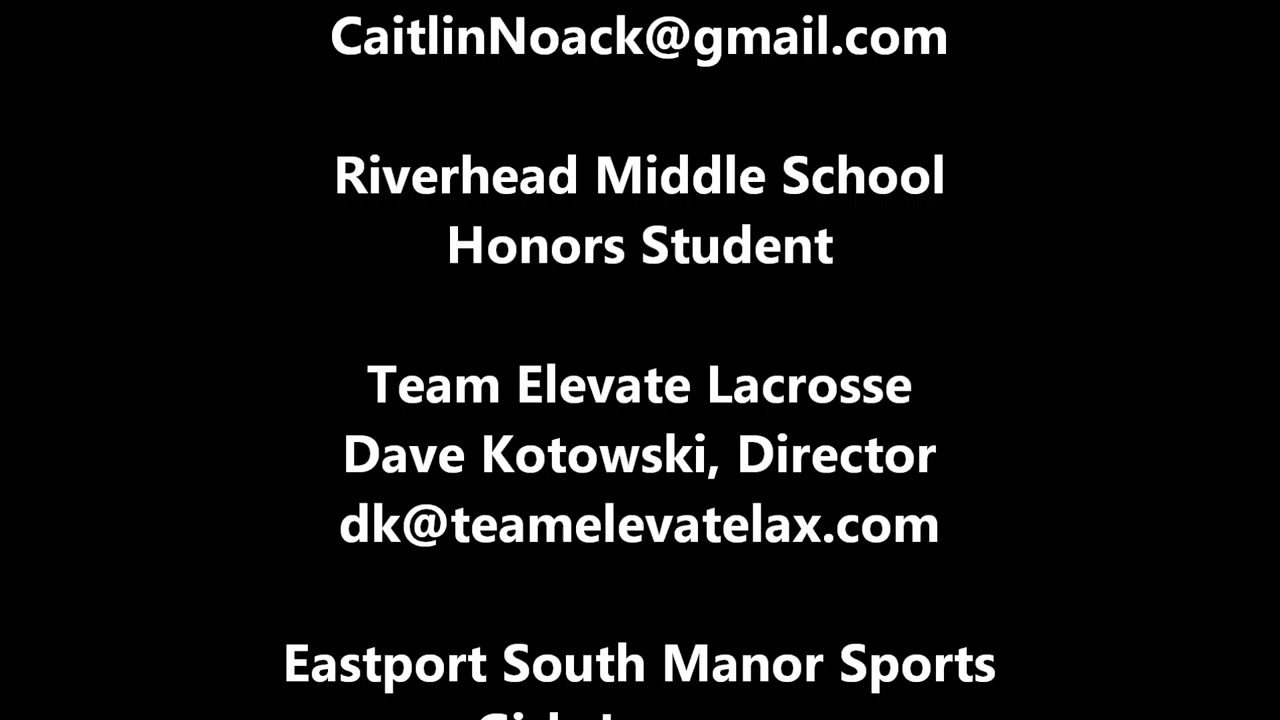 CaitlinNoack@gmail.com
Riverhead Middle School
Honors Student
Team Elevate Lacrosse
Dave Kotowski, Director
dk@teamelevatelax.com
Eastport South Manor Sports